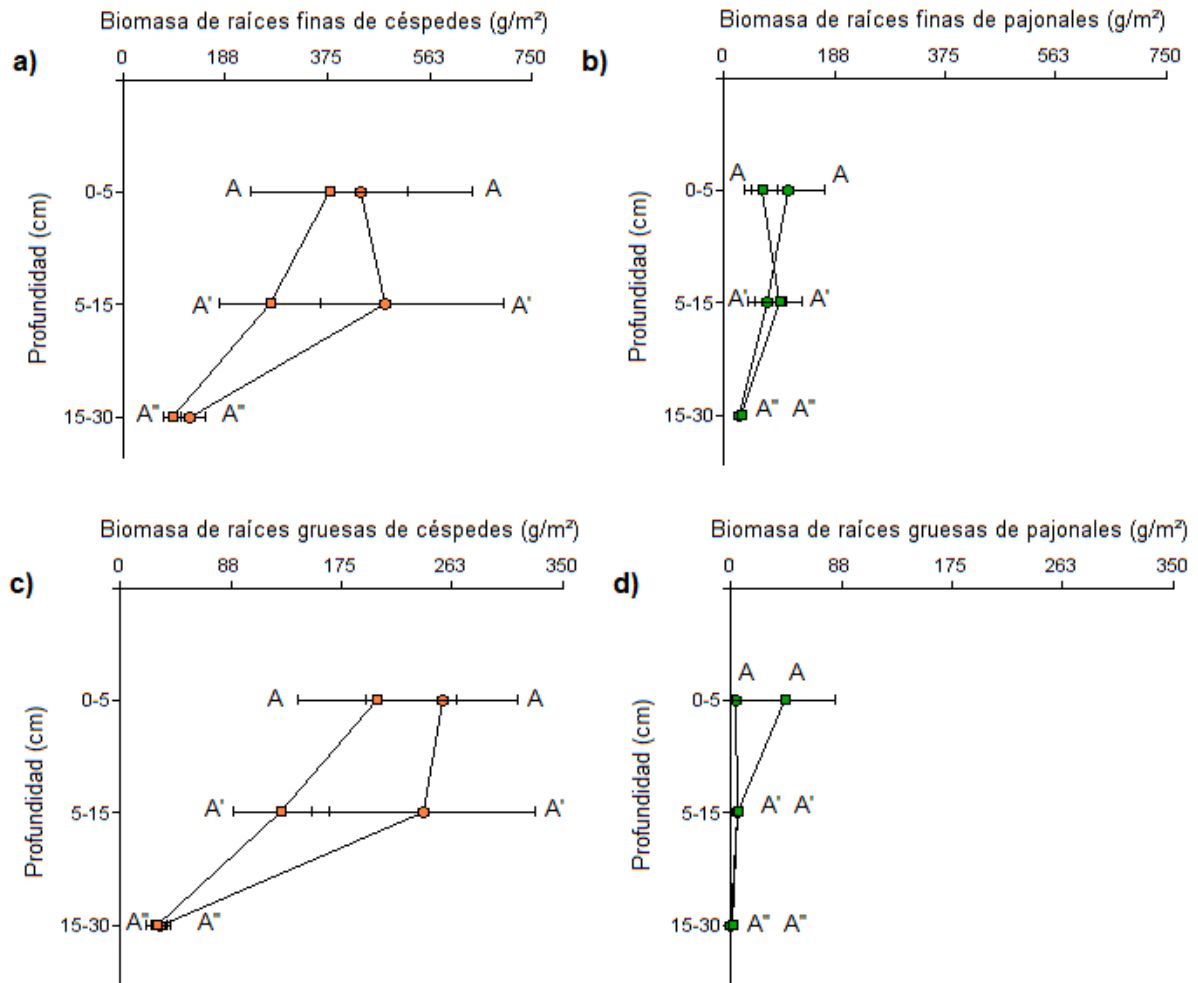 Biomasa de raíces finas de céspedes (g/m²)
0 188 375 563 750
a)
Profundidad (cm)
0-5
A A
5-15
A' A'
15-30
A" A"
Biomasa de raíces finas de pajonales (g/m²)
0 188 375 563 750
b)
Profundidad (cm)
0-5
A A
5-15
A' A'
15-30
A" A"
Biomasa de raíces gruesas de céspedes (g/m²)
0 88 175 263 350
c)
Profundidad (cm)
0-5
A A
5-15
A' A'
15-30
A" A"
Biomasa de raíces gruesas de pajonales (g/m²)
0 88 175 263 350
d)
Profundidad (cm)
A A
0-5
5-15
A' A'
15-30
A" A"